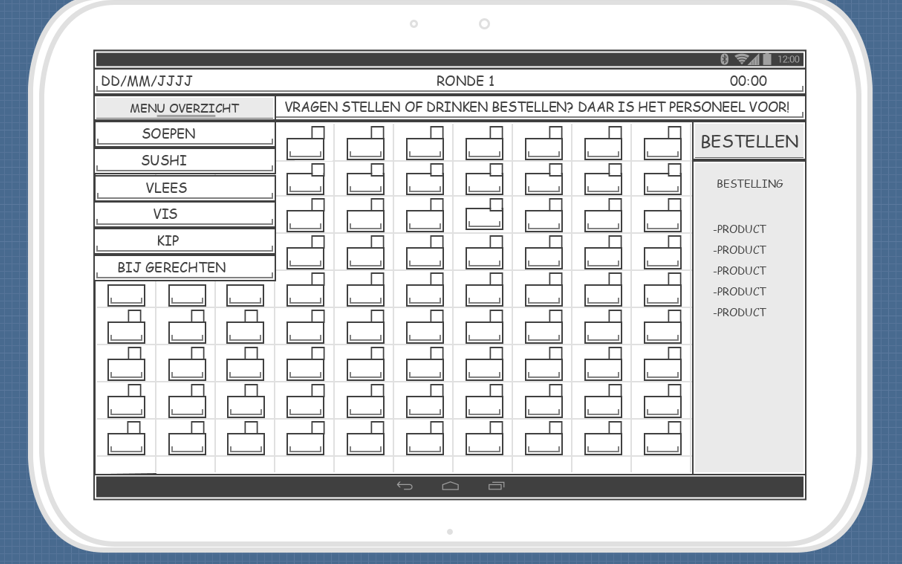 12:00
DD/MM/JJJJ
RONDE 1
00:00
MENU OVERZICHT
VRAGEN STELLEN OF DRINKEN BESTELLEN? DAAR IS HET PERSONEEL VOOR!
SOEPEN
SUSHI
VLEES
VIS
KIP
BIJ GERECHTEN
BESTELLEN
BESTELLING
-PRODUCT
-PRODUCT
-PRODUCT
-PRODUCT
-PRODUCT